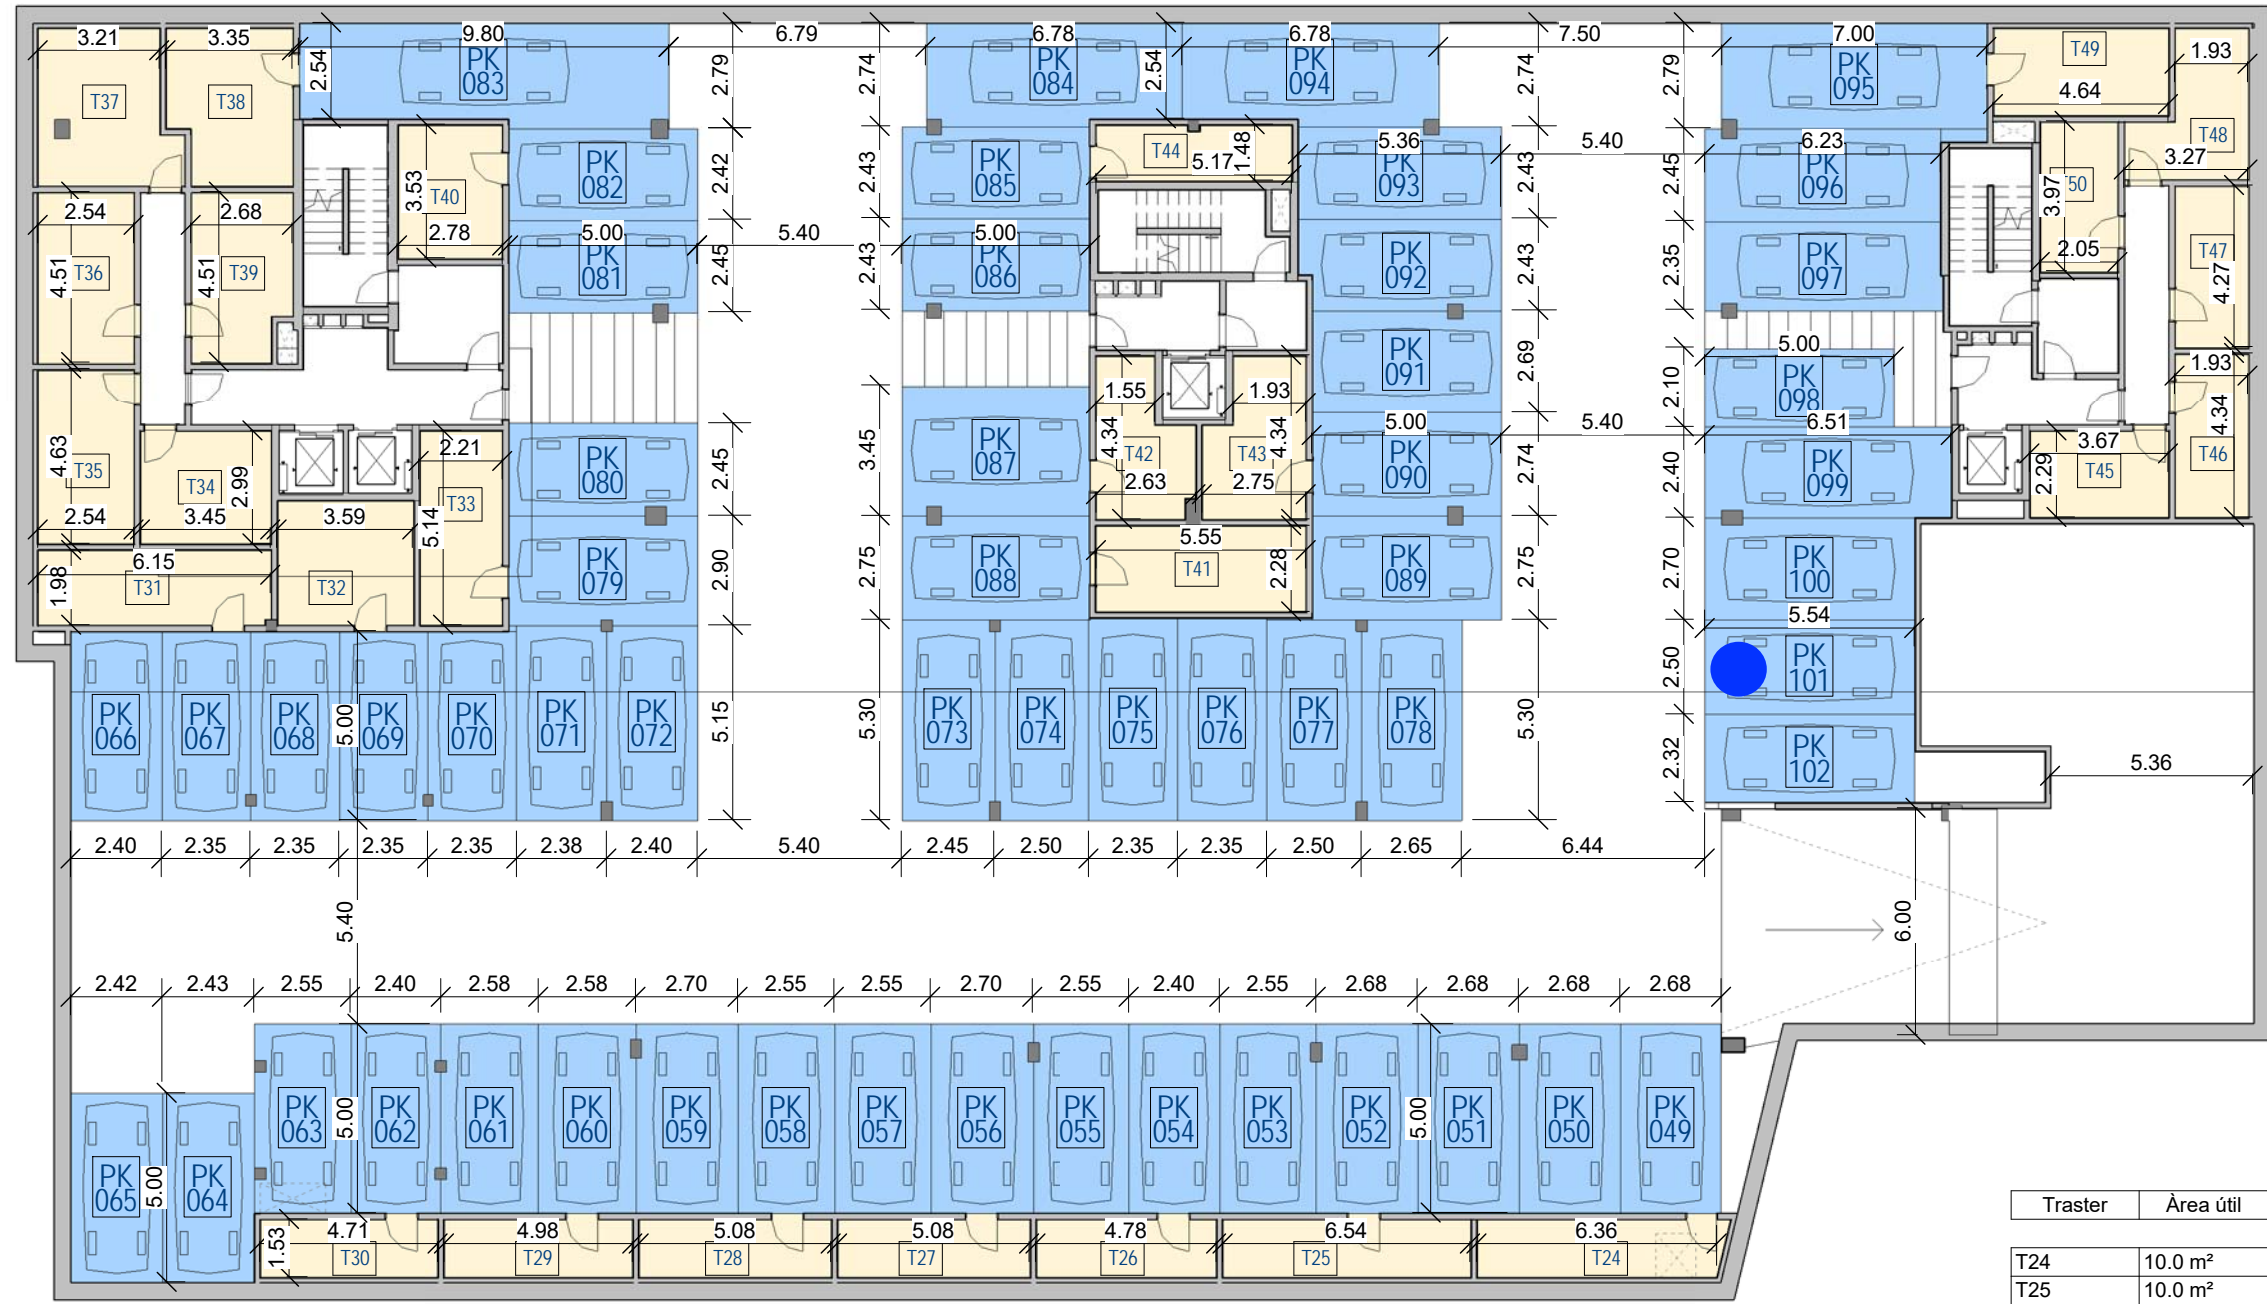 3.21
3.35
9.80
6.79
6.78
6.78
7.50
7.00
T49
1.93
2.54
PK
083
2.79
2.74
PK
084
2.54
PK
094
2.74
2.79
PK
095
4.64
T37
T38
T40
3.53
2.78
PK
082
2.42
2.43
PK
085
T44
5.17
1.48
5.36
PK
093
5.40
2.43
2.45
6.23
PK
096
T48
3.27
T50
3.97
2.05
2.54
2.68
T36
4.51
T39
4.51
5.00
PK
081
2.45
5.40
2.43
5.00
PK
086
PK
092
2.43
2.35
PK
097
T47
4.27
PK
091
2.69
2.10
5.00
PK
098
1.93
4.34
T46
1.55
1.93
4.34
T42
T43
4.34
2.63
2.75
5.00
PK
090
5.40
2.74
2.40
6.51
PK
099
3.67
2.29
T45
4.63
T35
2.54
T34
2.99
3.45
3.59
2.21
T33
5.14
PK
080
2.45
3.45
PK
087
6.15
T31
1.98
T32
PK
079
2.90
2.75
PK
088
5.55
T41
2.28
PK
089
2.75
2.70
PK
100
5.54
PK
066
PK
067
PK
068
5.00
PK
069
PK
070
PK
071
PK
072
5.15
5.30
PK
073
PK
074
PK
075
PK
076
PK
077
PK
078
5.30
2.50
PK
101
2.32
PK
102
5.36
2.40
2.35
2.35
2.35
2.35
2.38
2.40
5.40
2.45
2.50
2.35
2.35
2.50
2.65
6.44
5.40
6.00
2.42
2.43
2.55
2.40
2.58
2.58
2.70
2.55
2.55
2.70
2.55
2.40
2.55
2.68
2.68
2.68
2.68
PK
065
5.00
PK
064
PK
063
5.00
PK
062
PK
061
PK
060
PK
059
PK
058
PK
057
PK
056
PK
055
PK
054
PK
053
PK
052
5.00
PK
051
PK
050
PK
049
1.53
4.71
T30
4.98
T29
5.08
T28
5.08
T27
4.78
T26
6.54
T25
6.36
T24
Traster Àrea útil
T24 10.0 m²
T25 10.0 m²